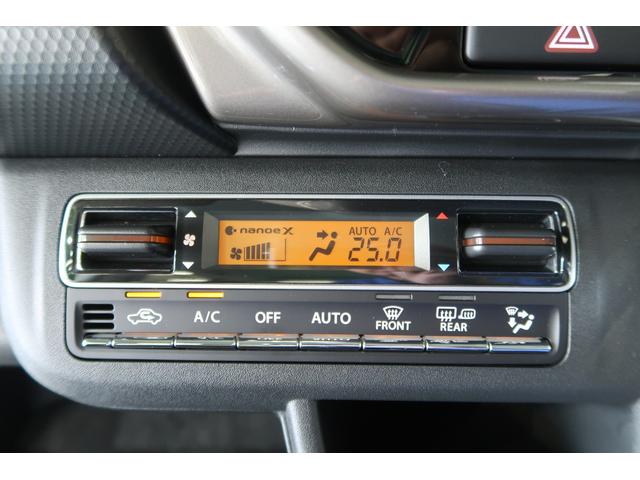 nanoe X
AUTO A/C
25.0
A/C OFF AUTO FRONT REAR